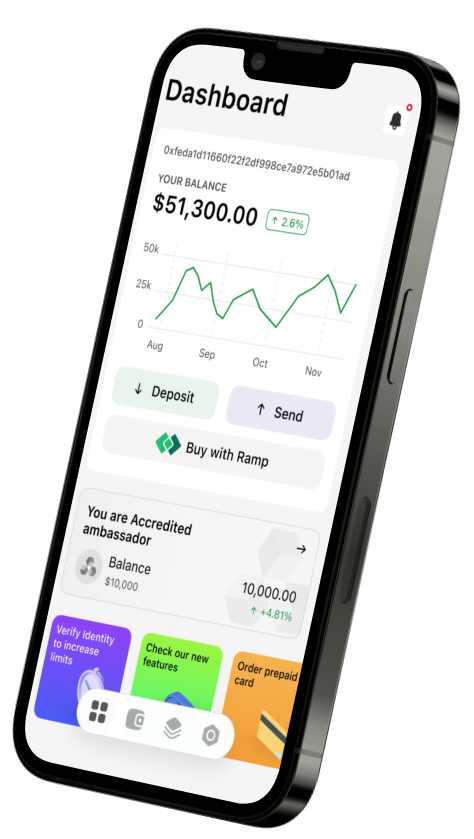 Dashboard
0xfeda1d11660f22f2df998ce7a972e5b01ad
YOUR BALANCE
$51,300.00 ↑ 2.6%
50k
25k
0
Aug Sep Oct Nov
↓ Deposit ↑ Send
Buy with Ramp
You are Accredited →
ambassador
Balance
$10,000
10,000.00
↑ +4.81%
Verify Identity
to increase
limits
Check our new
features
Order prepaid
card